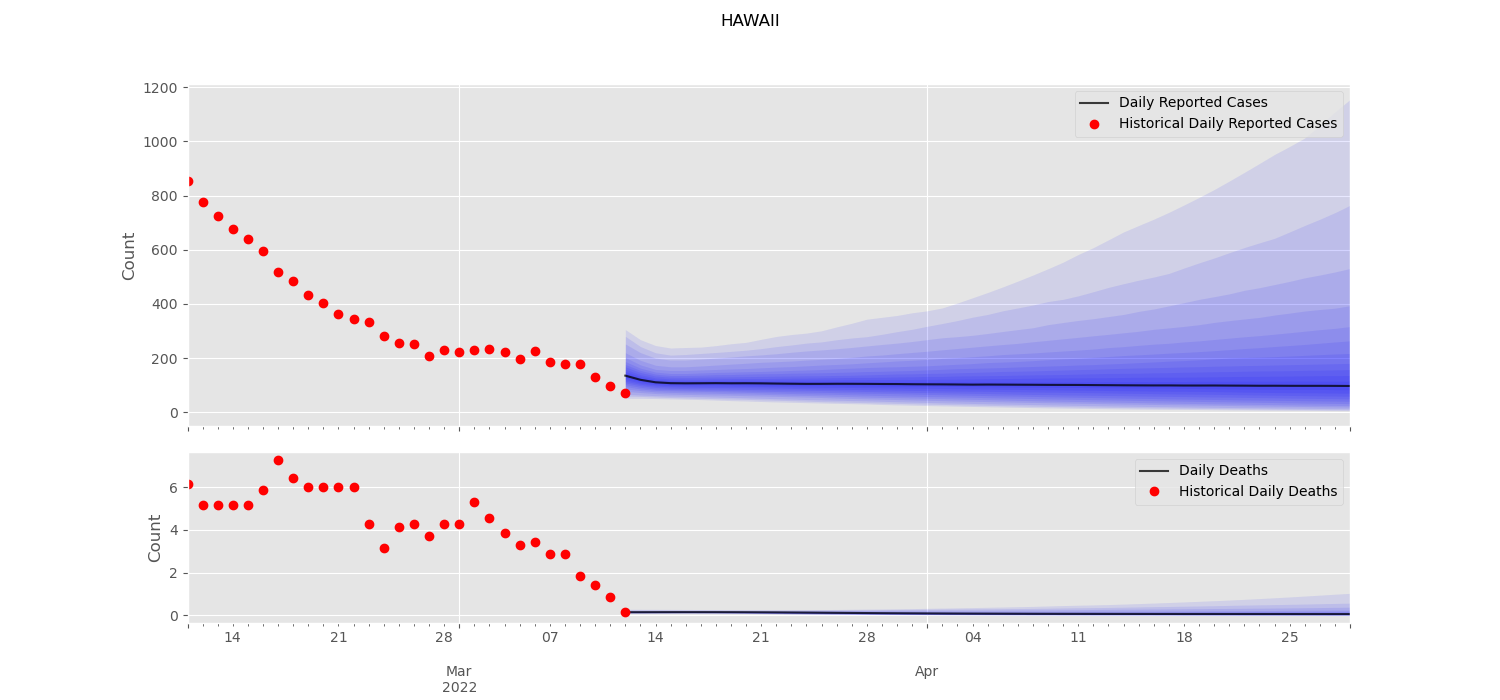 HAWAII
1200
1000
800
600
400
200
0
Count
Daily Reported Cases
Historical Daily Reported Cases
6
4
2
0
Count
Daily Deaths
Historical Daily Deaths
14 21 28 07 14 21 28 04 11 18 25
Mar Apr
2022